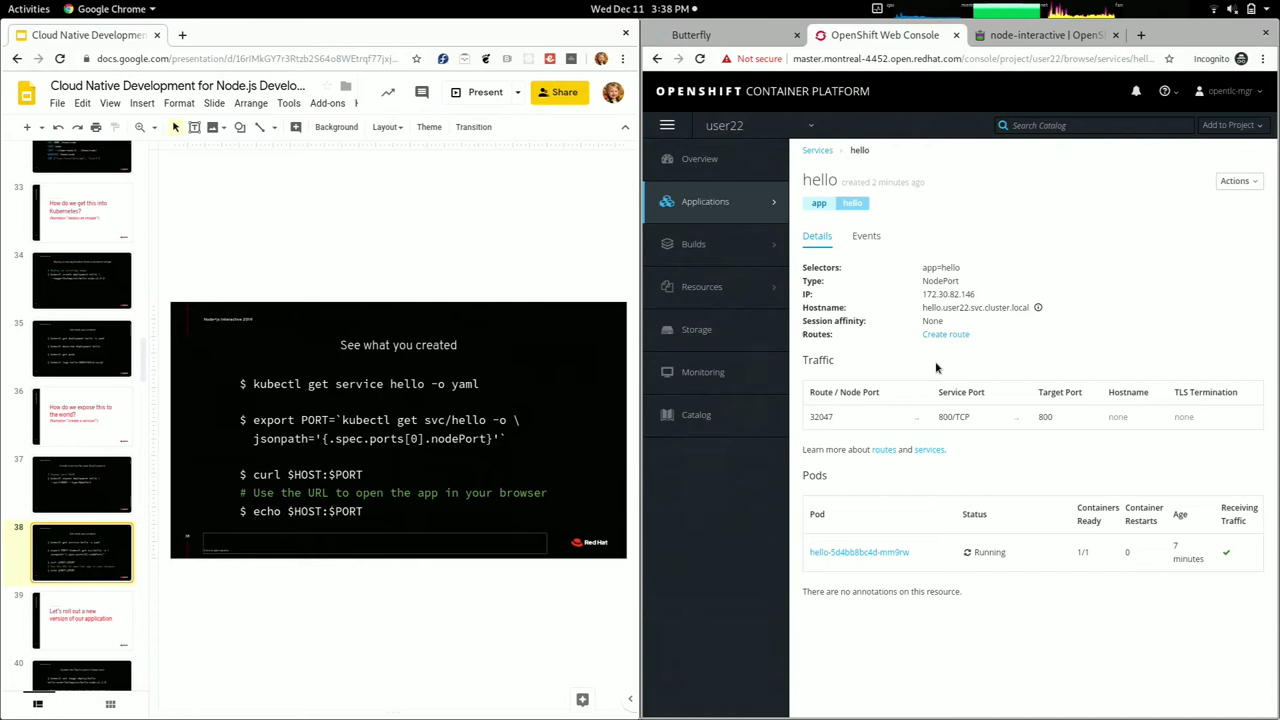 Activities
Google Chrome
Wed Dec 11 3:38 PM
Cloud Native Developmen
docs.google.com/presentation/d/16rIMkGY7r3Rtzb2S64o8WEtrqf77jxj...
Cloud Native Development for Node.js Develo...
File Edit View Insert Format Slide Arrange Tools Add-ons
Present
Share
Background Layout Theme Transition
33
How do we get this into
Kubernetes?
34
35
36
How do we expose this to
the world?
37
38
39
Let's roll out a new
version of our application
40
Node+js Interactive 2019
See what you created
$ kubectl get service hello -o yaml
$ export PORT=`kubectl get svc/hello -o \
jsonpath='{.spec.ports[0].nodePort}'`
$ curl $HOST:$PORT
# Use the URL to open the app in your browser
$ echo $HOST:$PORT
38
Red Hat
Butterfly
OpenShift Web Console
node-interactive | OpenSh
Not secure
master.montreal-4452.open.redhat.com/console/project/user22/browse/services/hell...
Incognito
OPENSHIFT CONTAINER PLATFORM
opentlc-mgr
user22
Search Catalog
Add to Project
Overview
Applications
Builds
Resources
Storage
Monitoring
Catalog
Services
hello
hello created 2 minutes ago
Actions
app hello
Details Events
Selectors: app=hello
Type: NodePort
IP: 172.30.82.146
Hostname: hello.user22.svc.cluster.local
Session affinity: None
Routes: Create route
Traffic
Route / Node Port Service Port Target Port Hostname TLS Termination
32047 → 800/TCP → 800 none none
Learn more about routes and services.
Pods
Pod Status Containers Ready Container Restarts Age Receiving Traffic
hello-5d4bb8bc4d-mm9rw Running 1/1 0 7 minutes
There are no annotations on this resource.